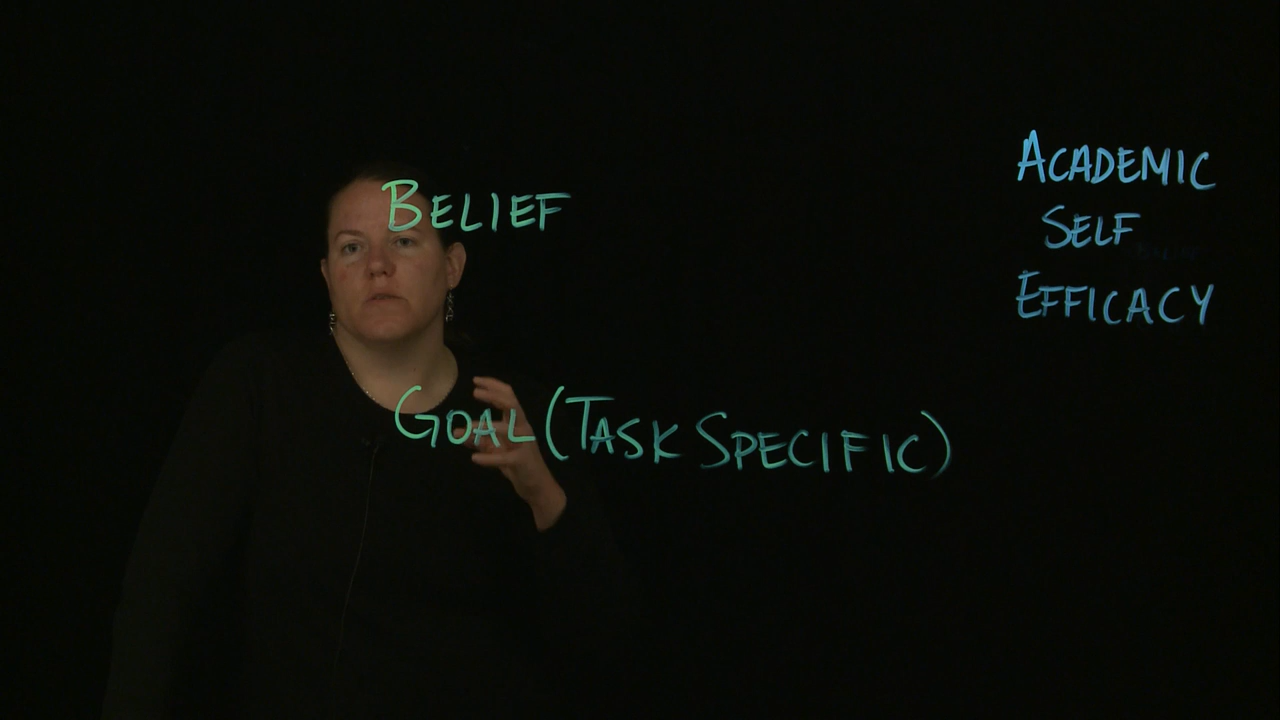 BELIEF
GOAL (TASK SPECIFIC)
ACADEMIC
SELF
EFFICACY